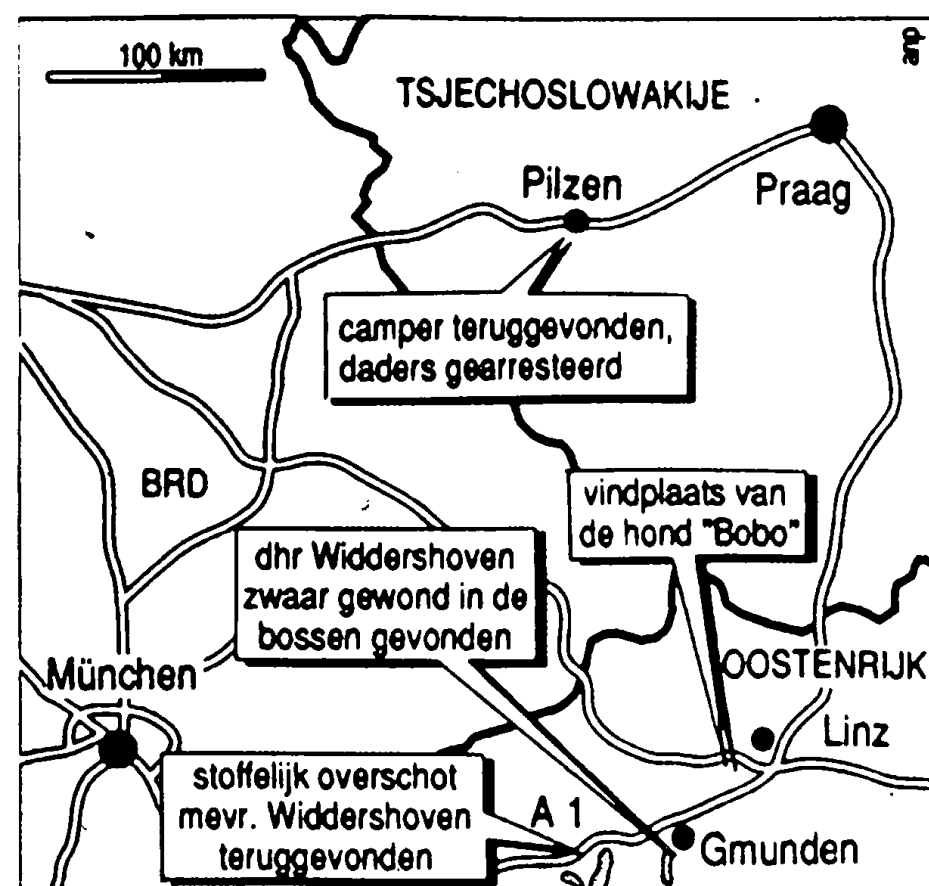 100 km
anp
TSJECHOSLOWAKIJE
Praag
Pilzen
camper teruggevonden,
daders gearresteerd
BRD
vindplaats van
de hond "Bobo"
dhr Widdershoven
zwaar gewond in de
bossen gevonden
München
OOSTENRIJK
Linz
stoffelijk overschot
mevr. Widdershoven
teruggevonden
A 1
Gmunden